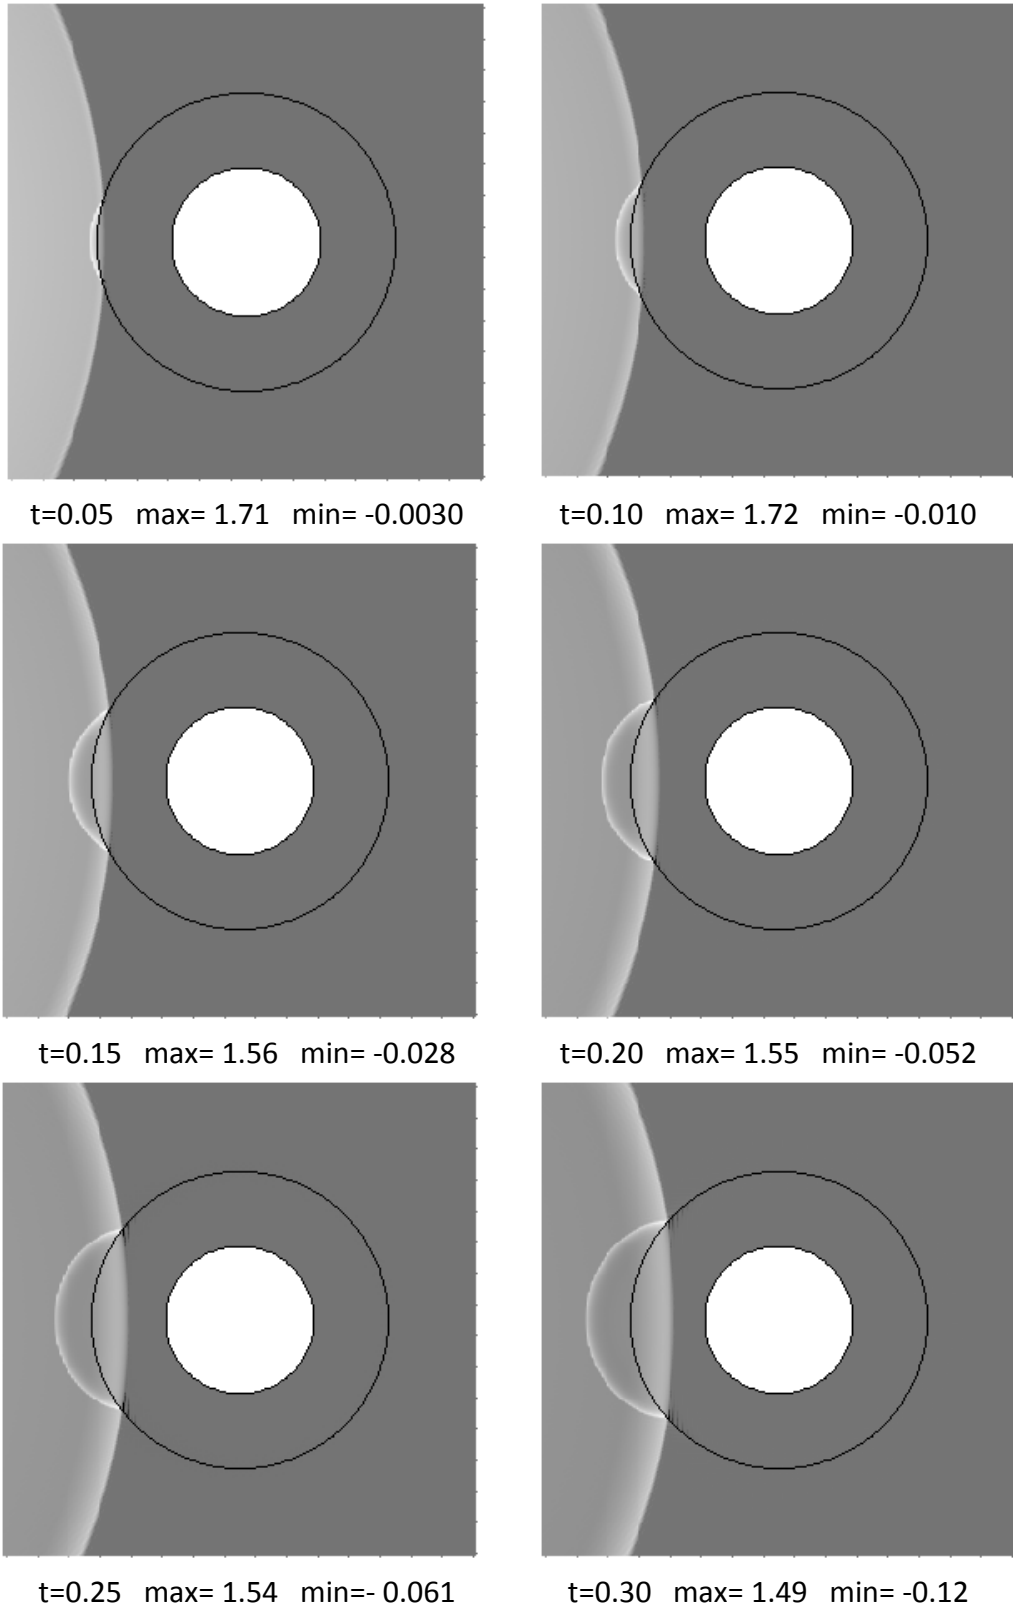 t=0.05 max= 1.71 min= -0.0030
t=0.10 max= 1.72 min= -0.010
t=0.15 max= 1.56 min= -0.028
t=0.20 max= 1.55 min= -0.052
t=0.25 max= 1.54 min=- 0.061
t=0.30 max= 1.49 min= -0.12